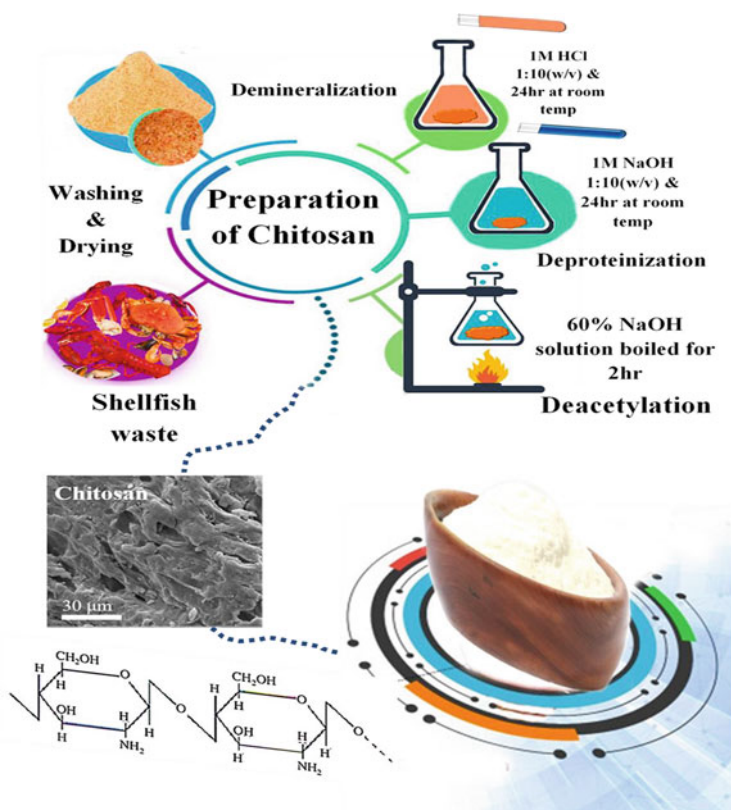 Demineralization
1M HCl
1:10(w/v) &
24hr at room
temp
Preparation
of Chitosan
Washing
&
Drying
1M NaOH
1:10(w/v) &
24hr at room
temp
Deproteinization
60% NaOH
solution boiled for
2hr
Deacetylation
Shellfish
waste
Chitosan
30 µm
CH₂OH
H
O
H
H
OH
H
H
NH₂
O
H
CH₂OH
H
O
H
OH
H
H
NH₂
H
O